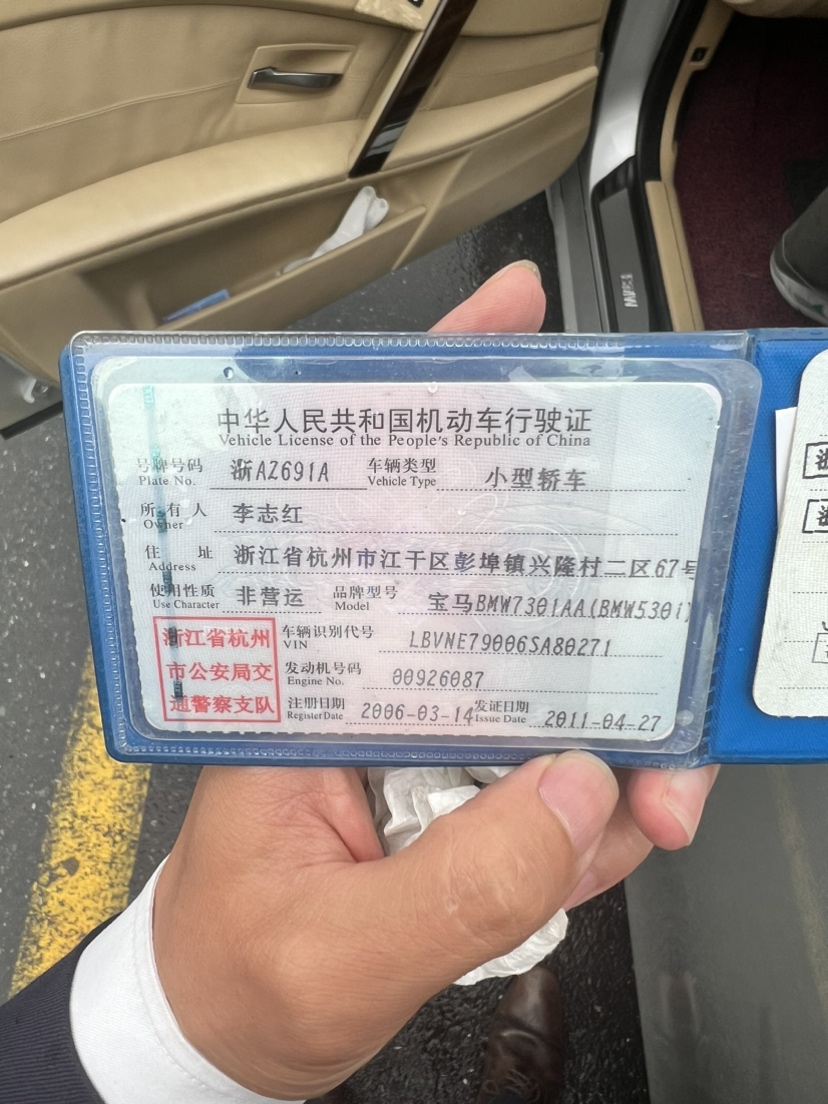 中华人民共和国机动车行驶证
Vehicle License of the People's Republic of China
号牌号码 浙AZ691A 车辆类型 小型轿车
Plate No. Vehicle Type
所有人 李志红
Owner
住址 浙江省杭州市江干区彭埠镇兴隆村二区67号
Address
使用性质 非营运 品牌型号 宝马BMW7301AA(BMW530i)
Use Character Model
浙江省杭州
市公安局交
通警察支队
车辆识别代号 LBVNE79006SA80271
VIN
发动机号码 00926087
Engine No.
注册日期 2006-03-14 发证日期 2011-04-27
Register Date Issue Date
BMW